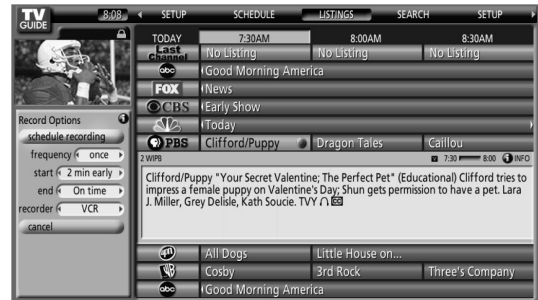 TV
GUIDE
8:08
SETUP SCHEDULE LISTINGS SEARCH SETUP
TODAY 7:30AM 8:00AM 8:30AM
Last
Channel No Listing No Listing No Listing
abc Good Morning America
FOX News
CBS Early Show
Today
PBS Clifford/Puppy Dragon Tales Caillou
2 WIPB 7:30 8:00 INFO
Clifford/Puppy "Your Secret Valentine; The Perfect Pet" (Educational) Clifford tries to
impress a female puppy on Valentine's Day; Shun gets permission to have a pet. Lara
J. Miller, Grey Delisle, Kath Soucie. TVY CC
All Dogs Little House on...
WB Cosby 3rd Rock Three's Company
abc Good Morning America
Record Options
schedule recording
frequency once
start 2 min early
end On time
recorder VCR
cancel